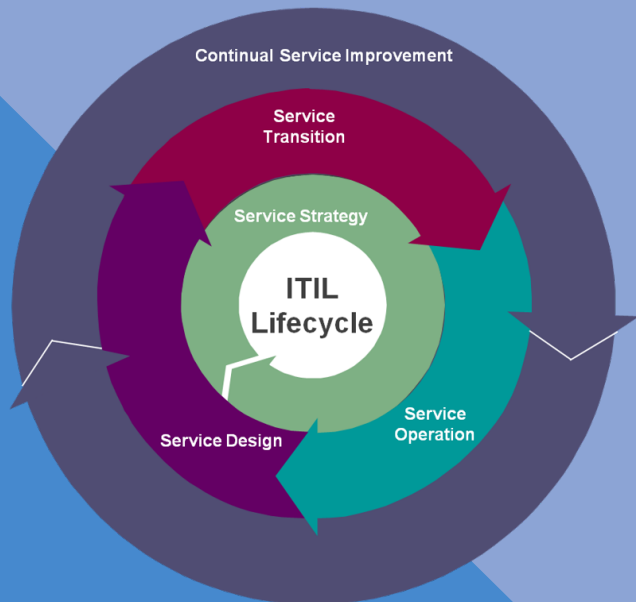 Continual Service Improvement
Service
Transition
Service Strategy
ITIL
Lifecycle
Service
Operation
Service Design